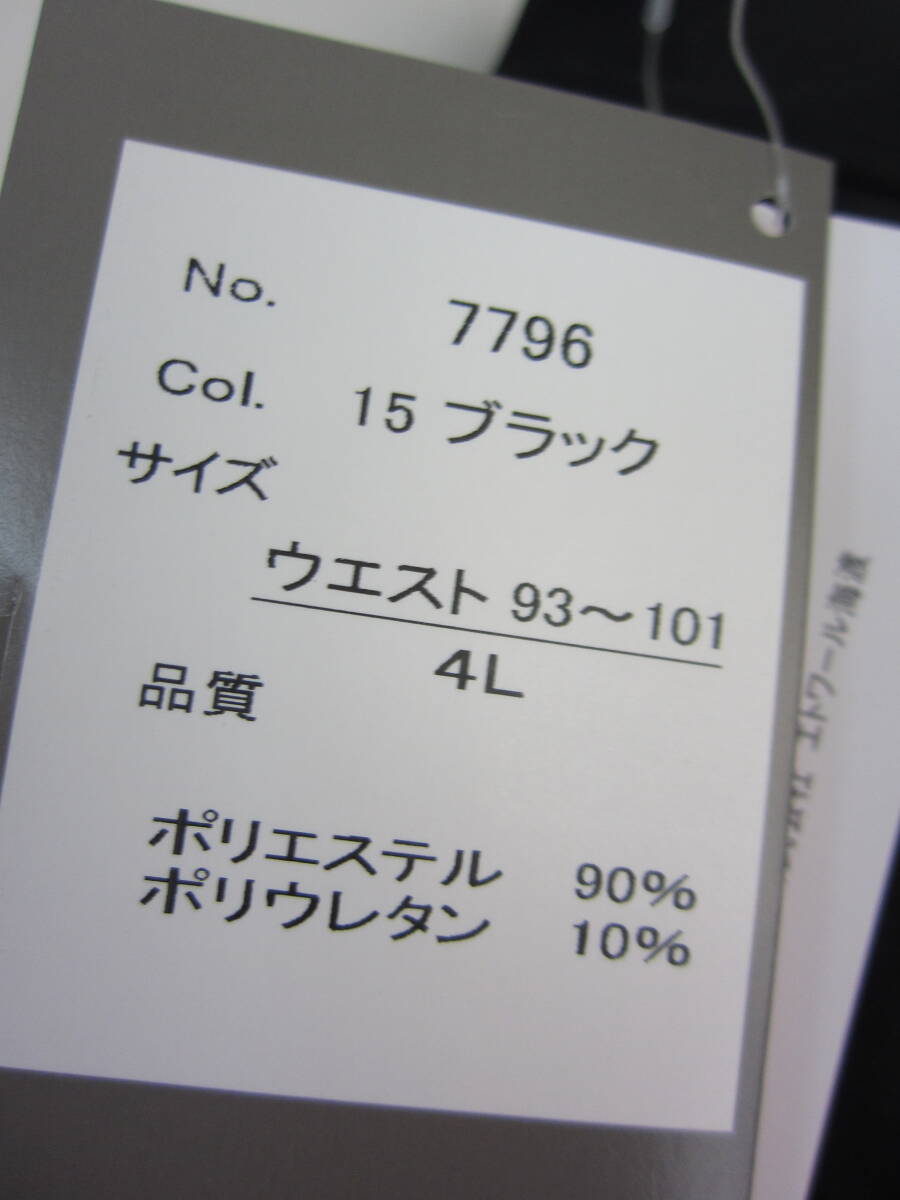 No. 7796
Col. 15 ブラック
サイズ
ウエスト 93～101
4L
品質
ポリエステル 90%
ポリウレタン 10%